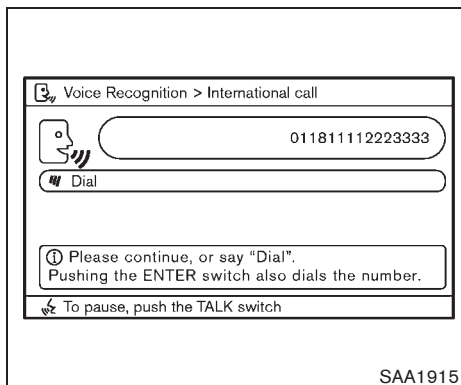 Voice Recognition > International call
011811112223333
Dial
Please continue, or say “Dial”.
Pushing the ENTER switch also dials the number.
To pause, push the TALK switch
SAA1915